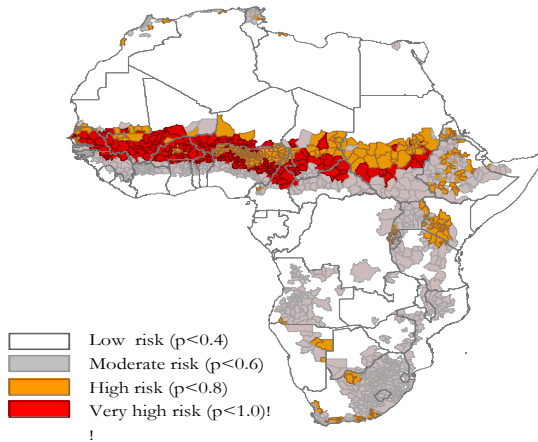 Low risk (p<0.4)
Moderate risk (p<0.6)
High risk (p<0.8)
Very high risk (p<1.0)!
!